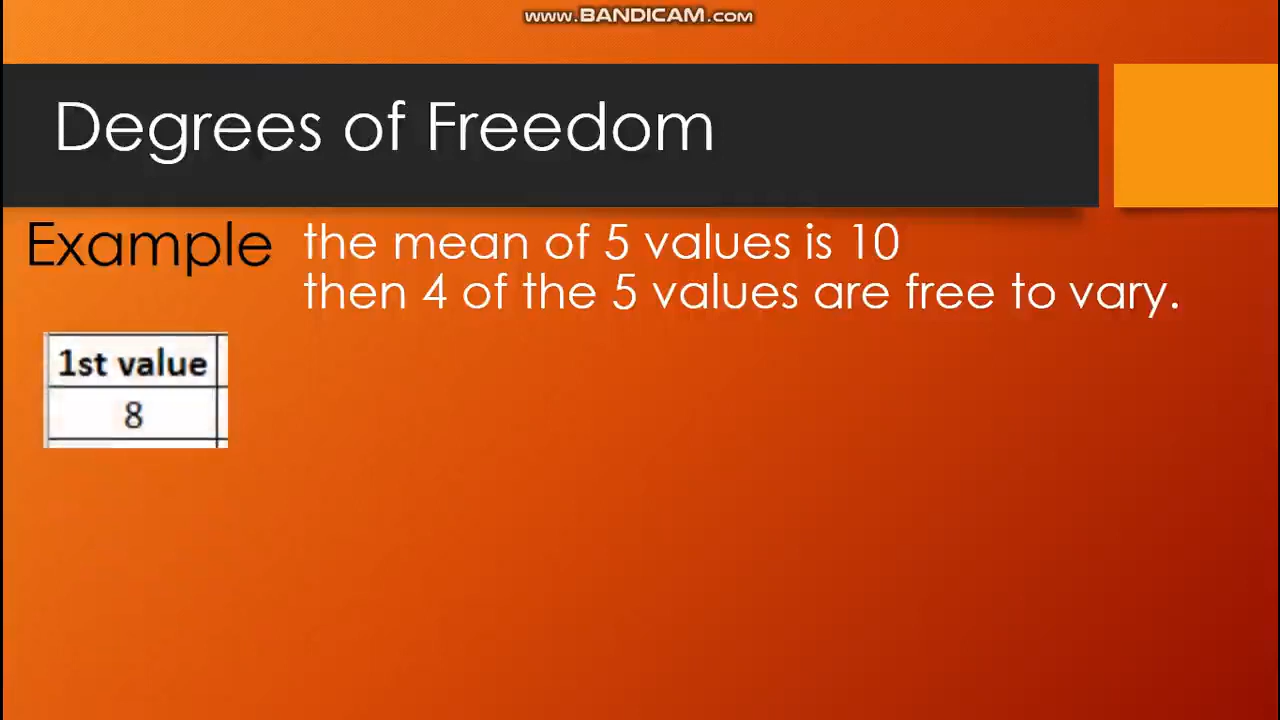 www.BANDICAM.com
Degrees of Freedom
Example
the mean of 5 values is 10
then 4 of the 5 values are free to vary.
1st value
8